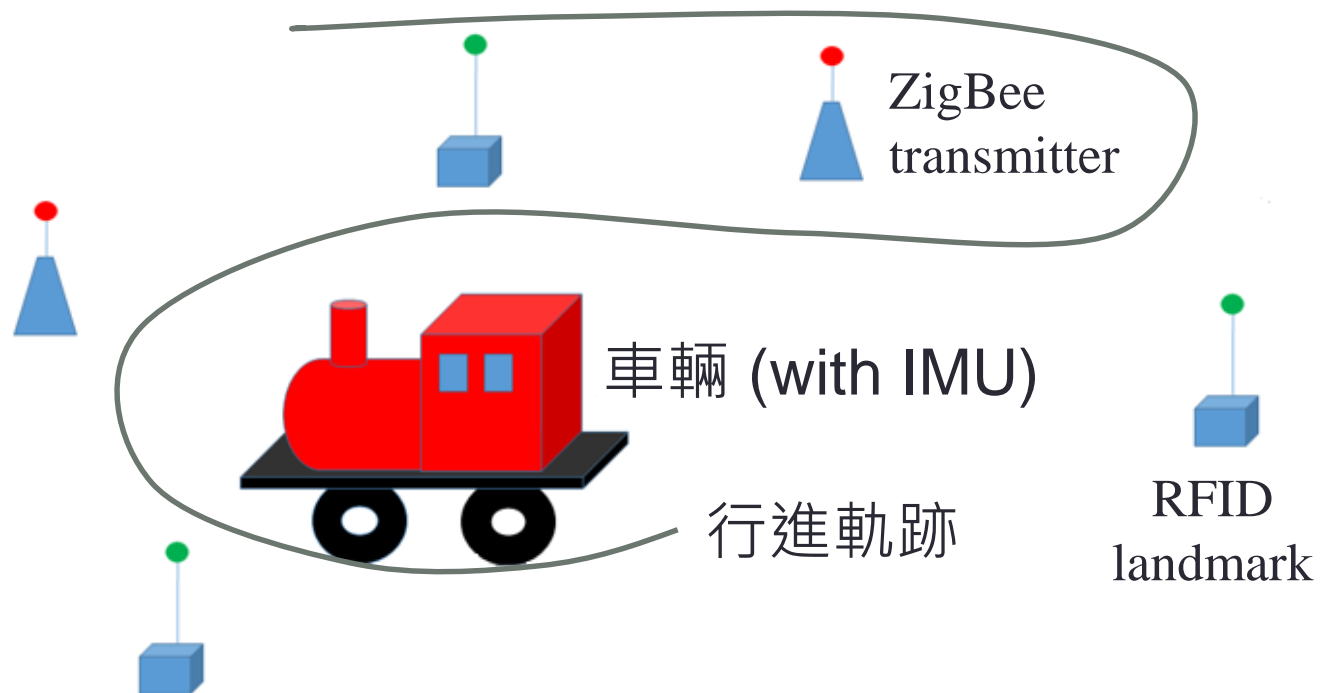 ZigBee
transmitter
車輛 (with IMU)
行進軌跡
RFID
landmark